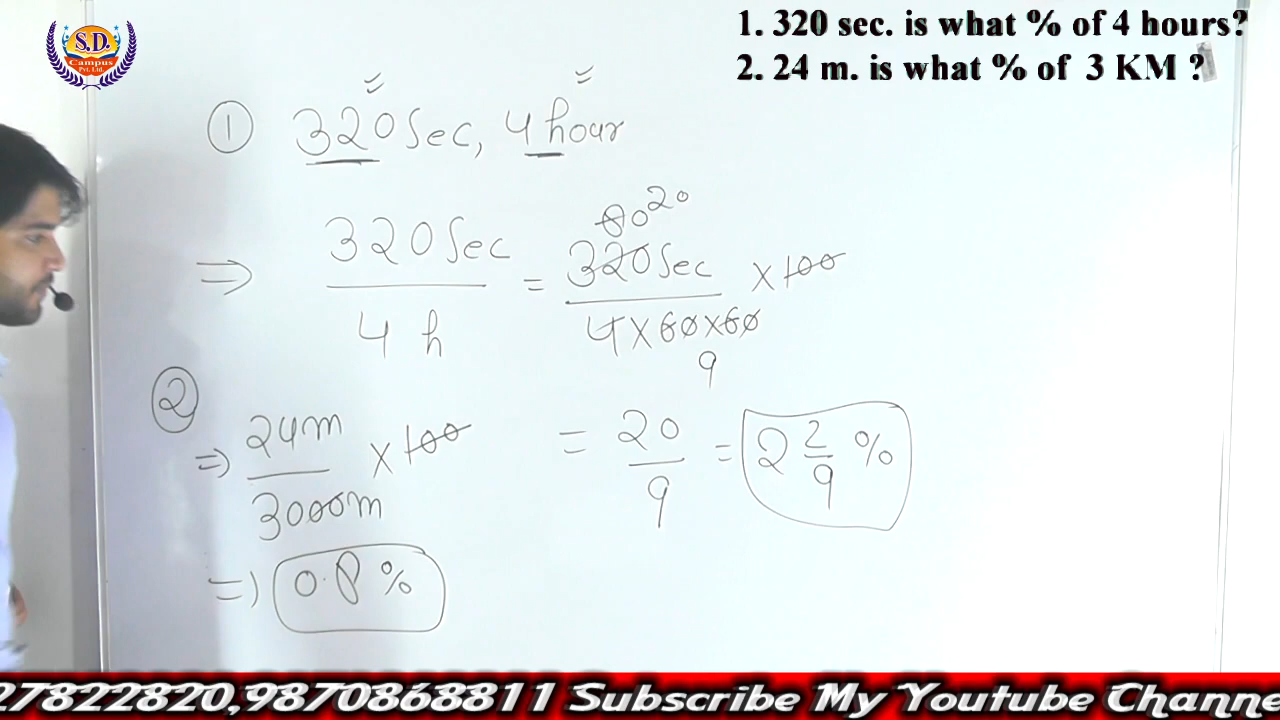 S.D.
Campus
Pvt. Ltd.
1. 320 sec. is what % of 4 hours?
2. 24 m. is what % of 3 KM ?
① 320 Sec, 4 hour
⇒ 320 Sec / 4 h = 320 Sec / 4×60×60 × 100
80 20
9
② ⇒ 24m / 3000m × 100
= 20 / 9 = 2 2/9 %
⇒ 0.8 %
27822820,9870868811 Subscribe My Youtube Channe